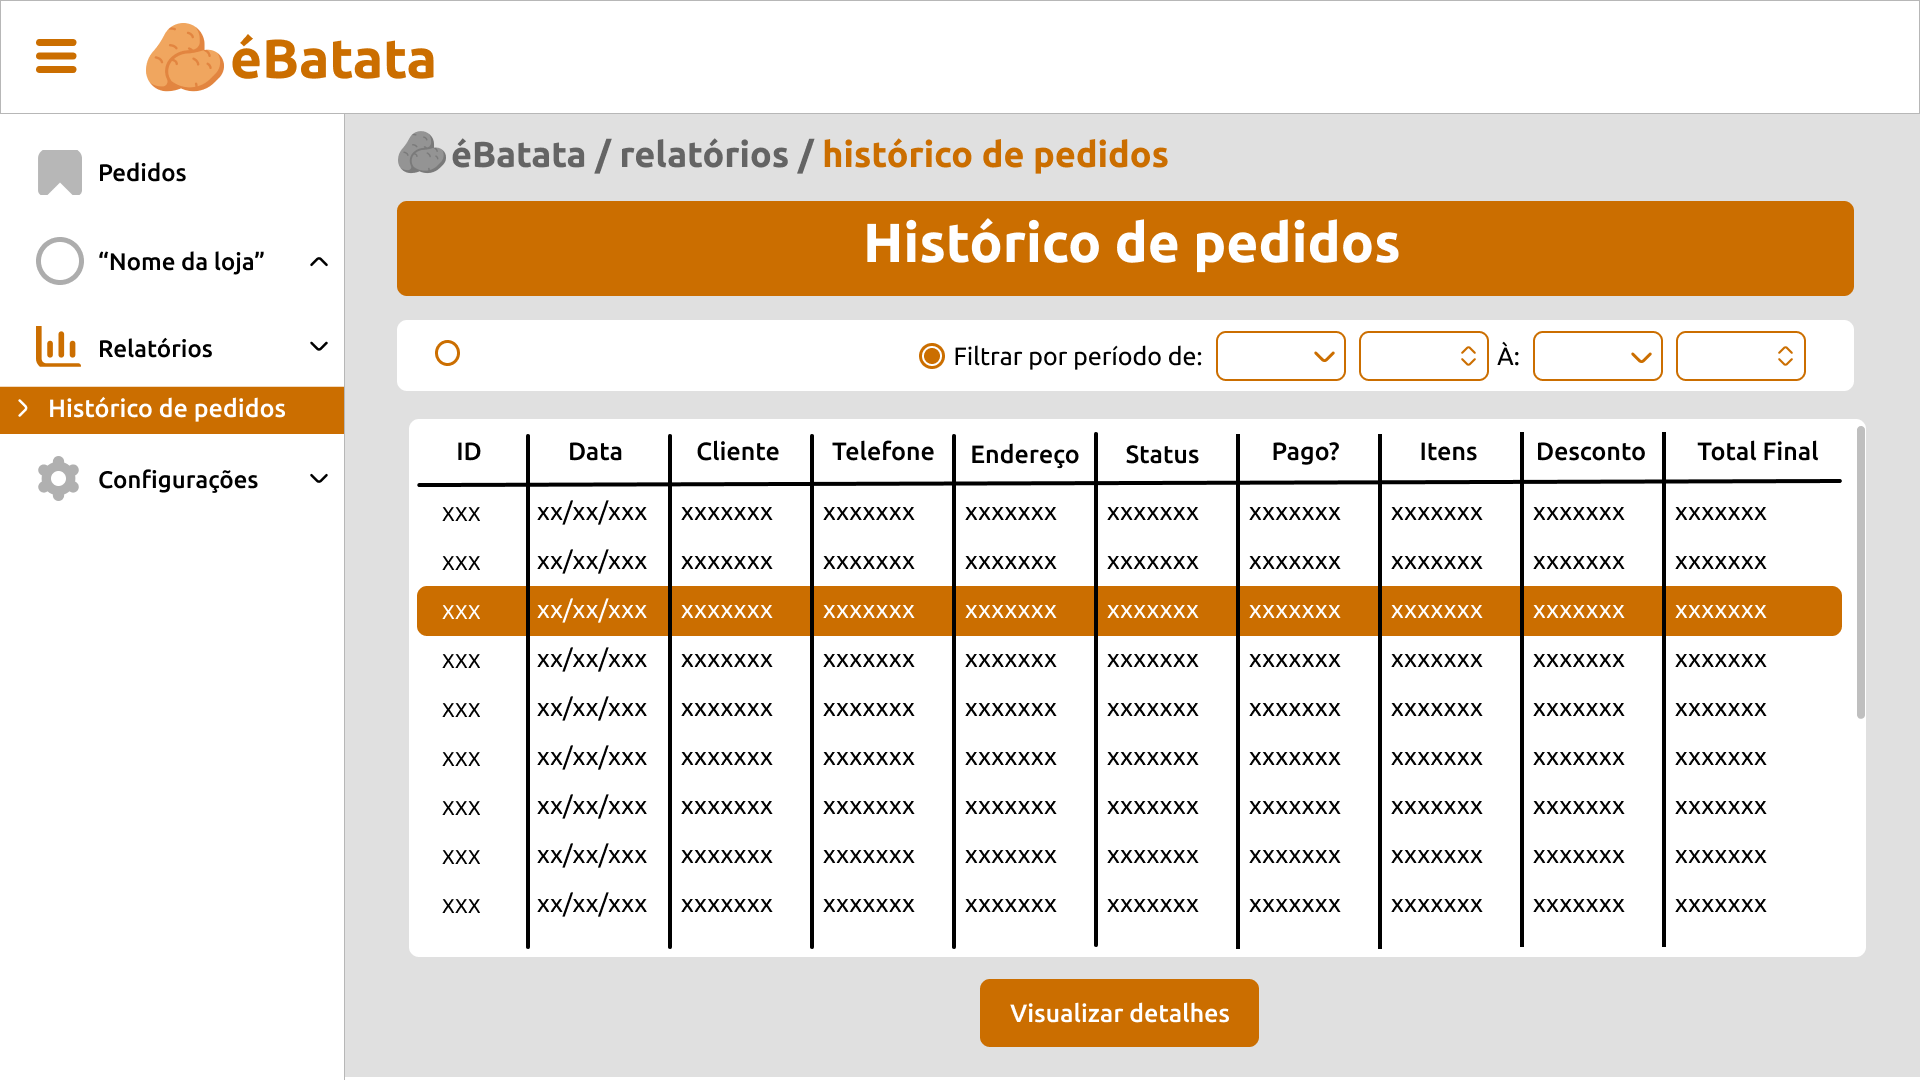 éBatata
Pedidos
“Nome da loja”
Relatórios
Histórico de pedidos
Configurações
éBatata / relatórios / histórico de pedidos
Histórico de pedidos
Filtrar por período de: À:
ID Data Cliente Telefone Endereço Status Pago? Itens Desconto Total Final
xxx xx/xx/xxx xxxxxxx xxxxxxx xxxxxxx xxxxxxx xxxxxxx xxxxxxx xxxxxxx xxxxxxx
xxx xx/xx/xxx xxxxxxx xxxxxxx xxxxxxx xxxxxxx xxxxxxx xxxxxxx xxxxxxx xxxxxxx
xxx xx/xx/xxx xxxxxxx xxxxxxx xxxxxxx xxxxxxx xxxxxxx xxxxxxx xxxxxxx xxxxxxx
xxx xx/xx/xxx xxxxxxx xxxxxxx xxxxxxx xxxxxxx xxxxxxx xxxxxxx xxxxxxx xxxxxxx
xxx xx/xx/xxx xxxxxxx xxxxxxx xxxxxxx xxxxxxx xxxxxxx xxxxxxx xxxxxxx xxxxxxx
xxx xx/xx/xxx xxxxxxx xxxxxxx xxxxxxx xxxxxxx xxxxxxx xxxxxxx xxxxxxx xxxxxxx
xxx xx/xx/xxx xxxxxxx xxxxxxx xxxxxxx xxxxxxx xxxxxxx xxxxxxx xxxxxxx xxxxxxx
xxx xx/xx/xxx xxxxxxx xxxxxxx xxxxxxx xxxxxxx xxxxxxx xxxxxxx xxxxxxx xxxxxxx
xxx xx/xx/xxx xxxxxxx xxxxxxx xxxxxxx xxxxxxx xxxxxxx xxxxxxx xxxxxxx xxxxxxx
Visualizar detalhes